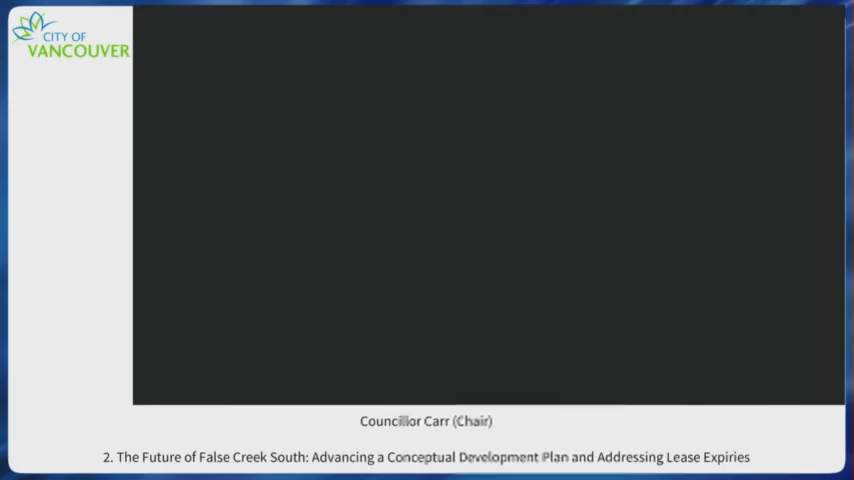 CITY OF
VANCOUVER
Councillor Carr (Chair)
2. The Future of False Creek South: Advancing a Conceptual Development Plan and Addressing Lease Expiries